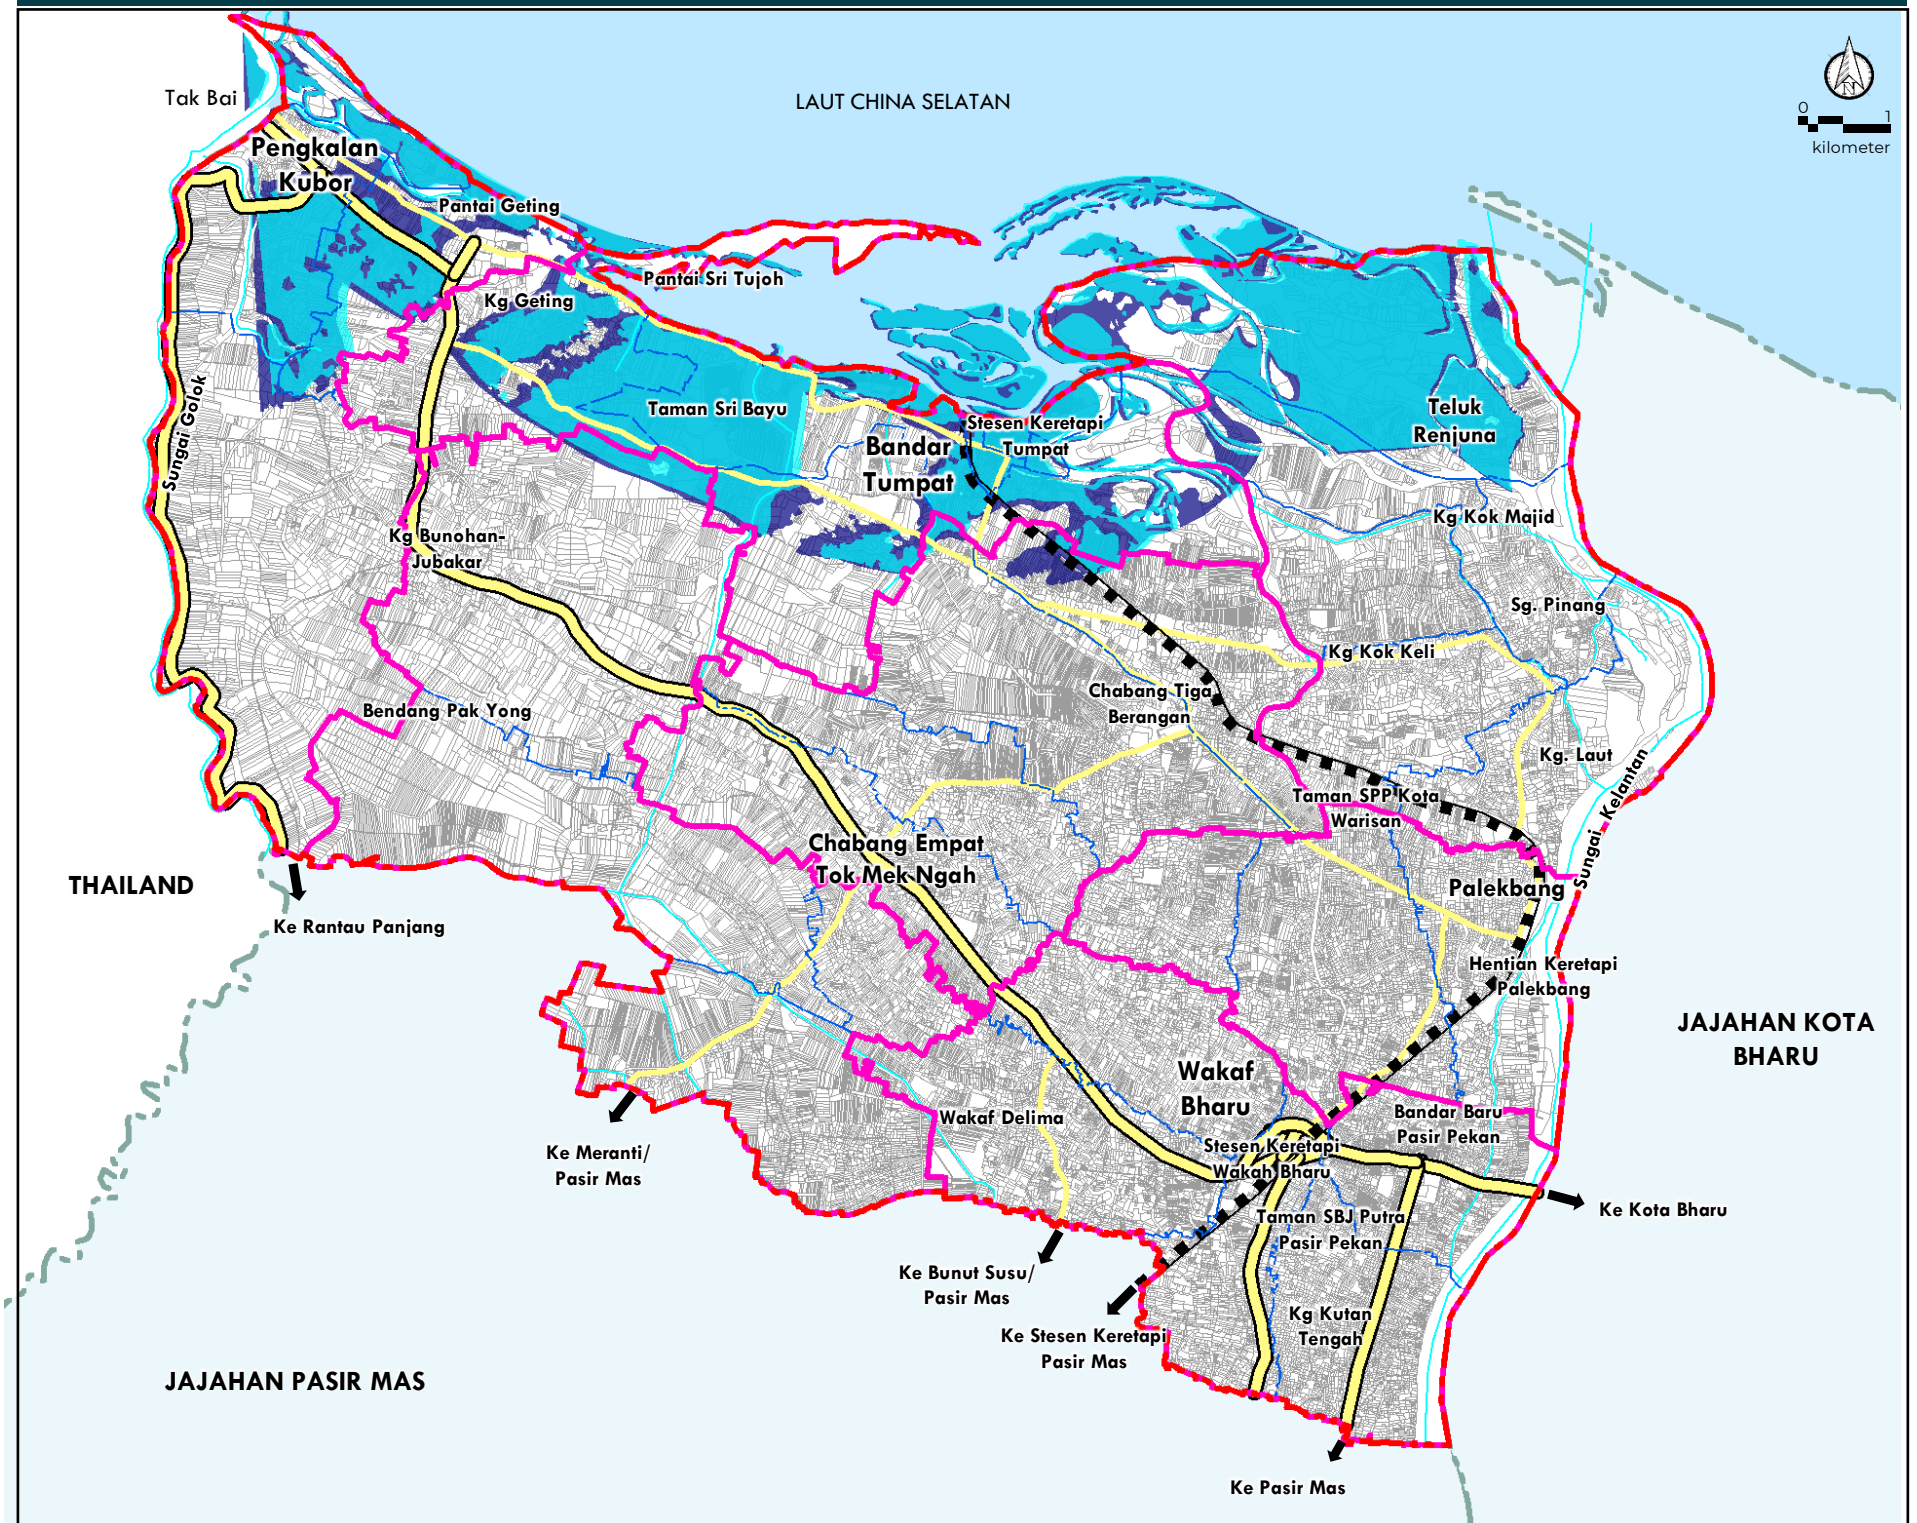 Tak Bai
LAUT CHINA SELATAN
N
0
1
kilometer
Pengkalan
Kubor
Pantai Geting
Pantai Sri Tujoh
Kg Geting
Taman Sri Bayu
Stesen Keretapi
Tumpat
Bandar
Tumpat
Teluk
Renjuna
Sungai Golok
Kg Kok Majid
Kg Bunohan-
Jubakar
Sg. Pinang
Kg Kok Keli
Chabang Tiga
Berangan
Bendang Pak Yong
Kg. Laut
Taman SPP Kota
Warisan
Sungai Kelantan
Chabang Empat
Tok Mek Ngah
THAILAND
Palekbang
Ke Rantau Panjang
Hentian Keretapi
Palekbang
JAJAHAN KOTA
BHARU
Wakaf
Bharu
Wakaf Delima
Bandar Baru
Pasir Pekan
Stesen Keretapi
Wakah Bharu
Ke Meranti/
Pasir Mas
Ke Kota Bharu
Taman SBJ Putra
Pasir Pekan
Ke Bunut Susu/
Pasir Mas
Kg Kutan
Tengah
Ke Stesen Keretapi
Pasir Mas
JAJAHAN PASIR MAS
Ke Pasir Mas